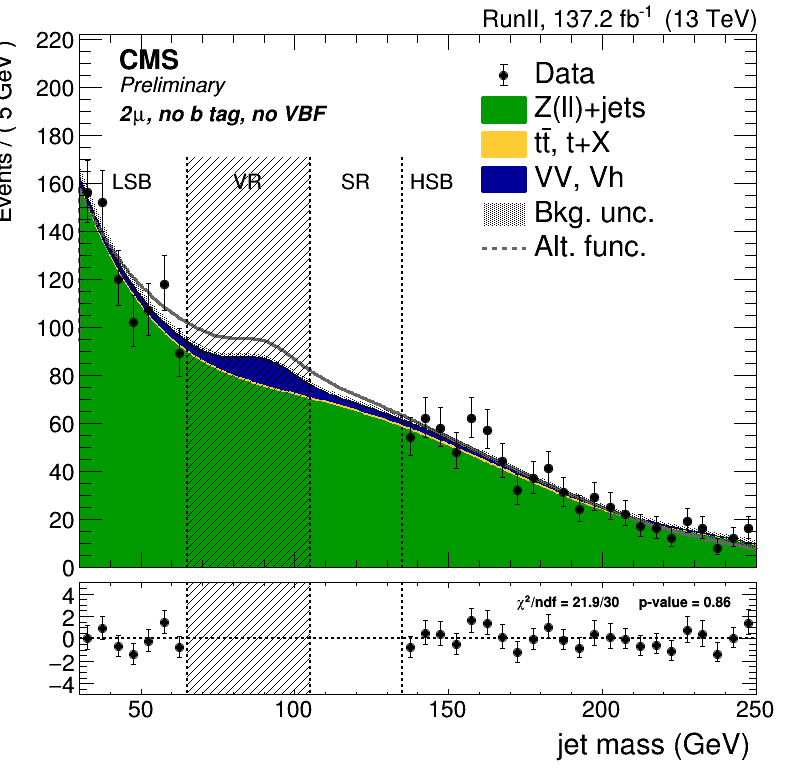 RunII, 137.2 fb⁻¹ (13 TeV)
CMS
Preliminary
2μ, no b tag, no VBF
Data
Z(ll)+jets
tt̄, t+X
VV, Vh
Bkg. unc.
Alt. func.
LSB VR SR HSB
Events / ( 5 GeV )
220
200
180
160
140
120
100
80
60
40
20
0
χ²/ndf = 21.9/30 p-value = 0.86
4
2
0
−2
−4
50 100 150 200 250
jet mass (GeV)